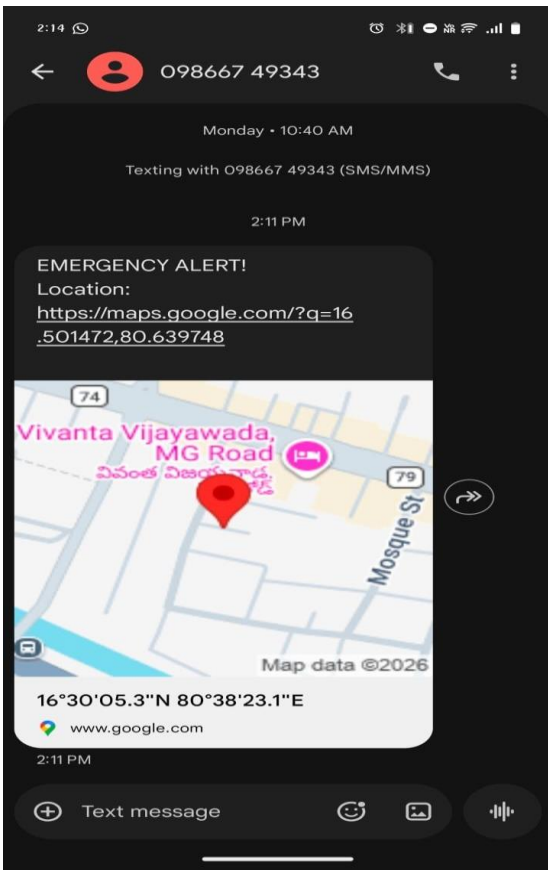 2:14
098667 49343
Monday • 10:40 AM
Texting with 098667 49343 (SMS/MMS)
2:11 PM
EMERGENCY ALERT!
Location:
https://maps.google.com/?q=16
.501472,80.639748
74
Vivanta Vijayawada,
MG Road
వివంత విజయవాడ,
79
Mosque St
Map data ©2026
16°30'05.3"N 80°38'23.1"E
www.google.com
2:11 PM
Text message